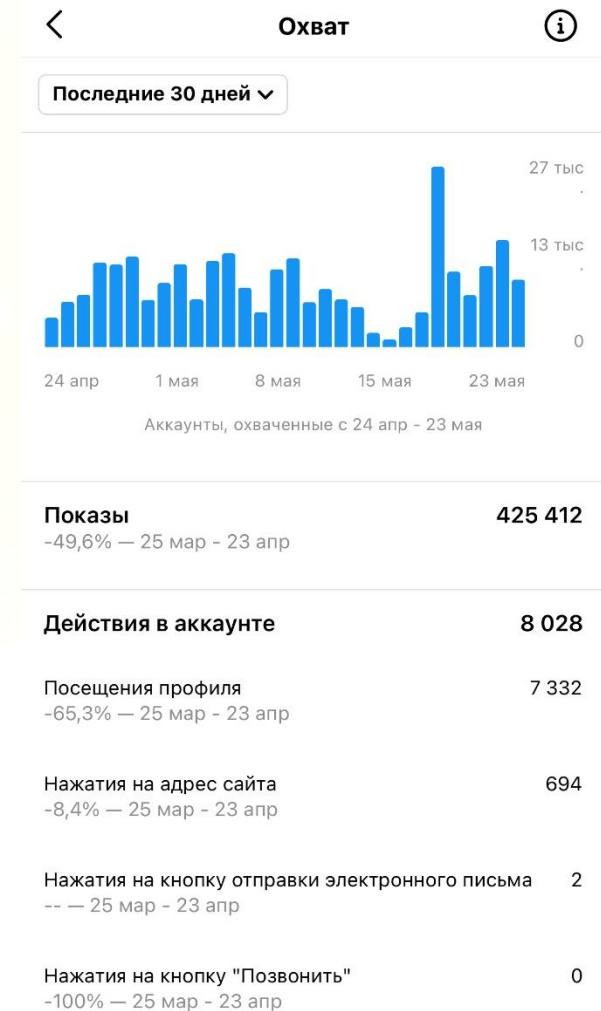 Охват
Последние 30 дней
27 тыс
.
13 тыс
.
0
24 апр 1 мая 8 мая 15 мая 23 мая
Аккаунты, охваченные с 24 апр - 23 мая
Показы 425 412
-49,6% — 25 мар - 23 апр
Действия в аккаунте 8 028
Посещения профиля 7 332
-65,3% — 25 мар - 23 апр
Нажатия на адрес сайта 694
-8,4% — 25 мар - 23 апр
Нажатия на кнопку отправки электронного письма 2
-- — 25 мар - 23 апр
Нажатия на кнопку "Позвонить" 0
-100% — 25 мар - 23 апр